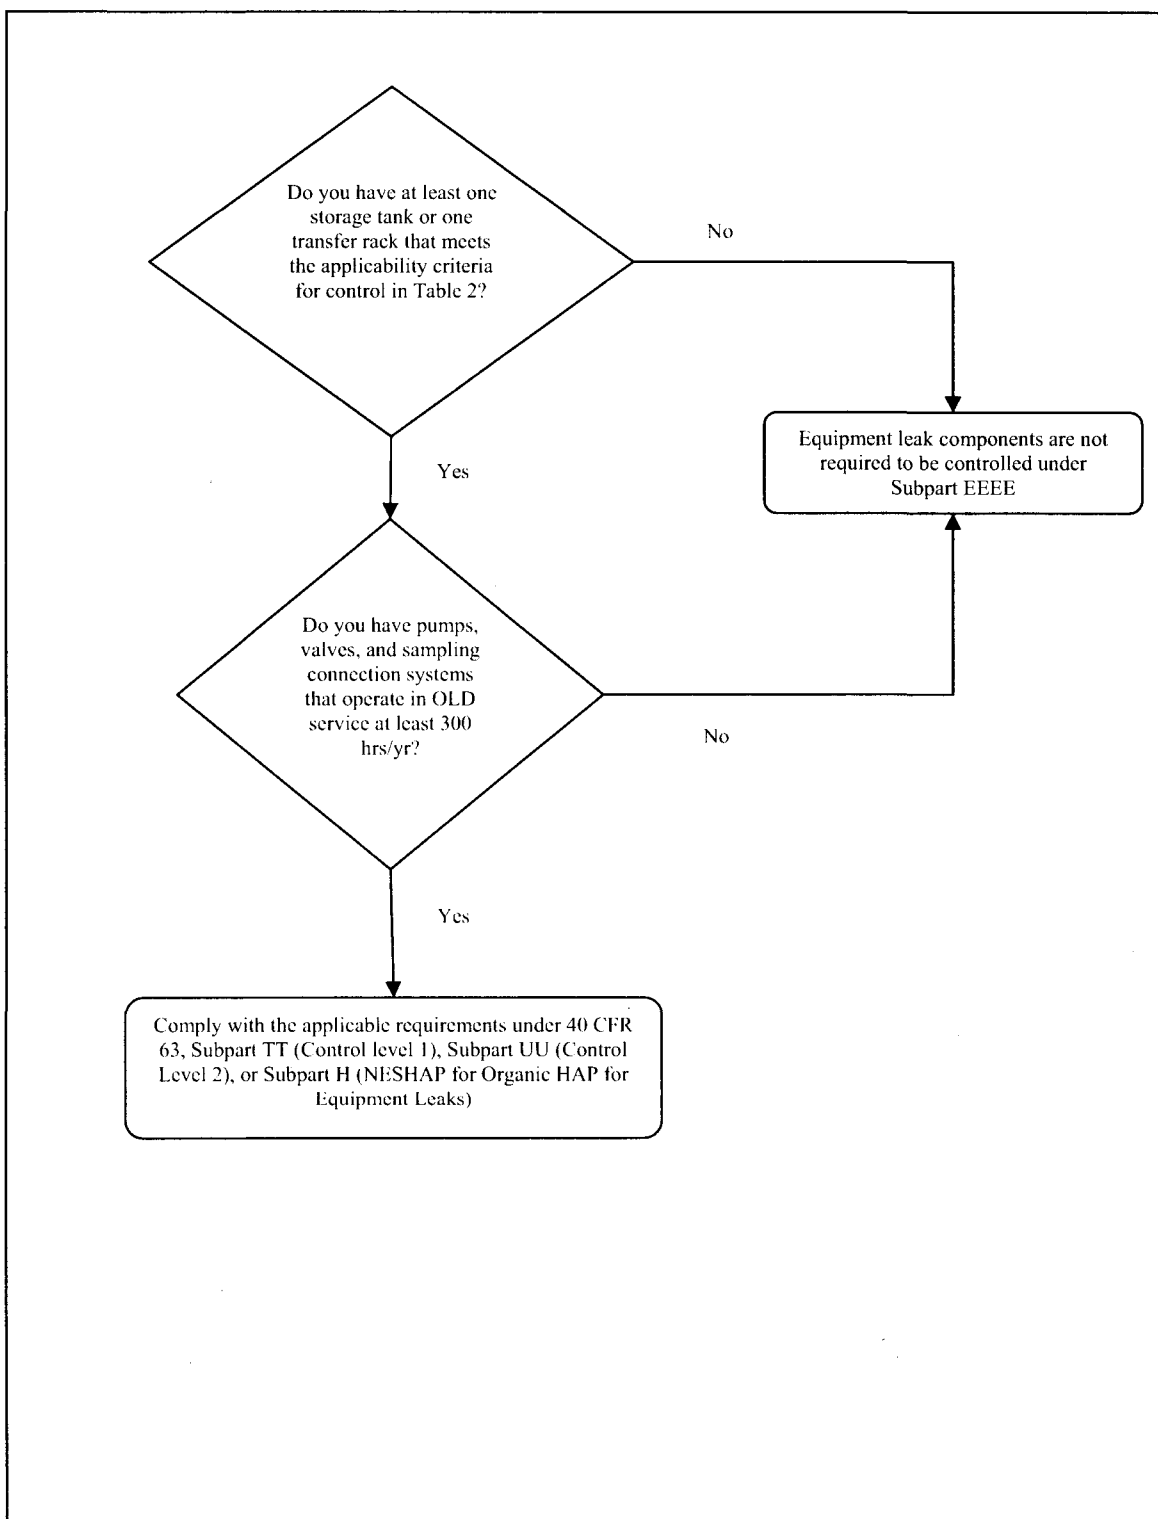 Do you have at least one
storage tank or one
transfer rack that meets
the applicability criteria
for control in Table 2?
No
Equipment leak components are not
required to be controlled under
Subpart EEEE
Yes
Do you have pumps,
valves, and sampling
connection systems
that operate in OLD
service at least 300
hrs/yr?
No
Yes
Comply with the applicable requirements under 40 CFR
63, Subpart TT (Control level 1), Subpart UU (Control
Level 2), or Subpart H (NESHAP for Organic HAP for
Equipment Leaks)